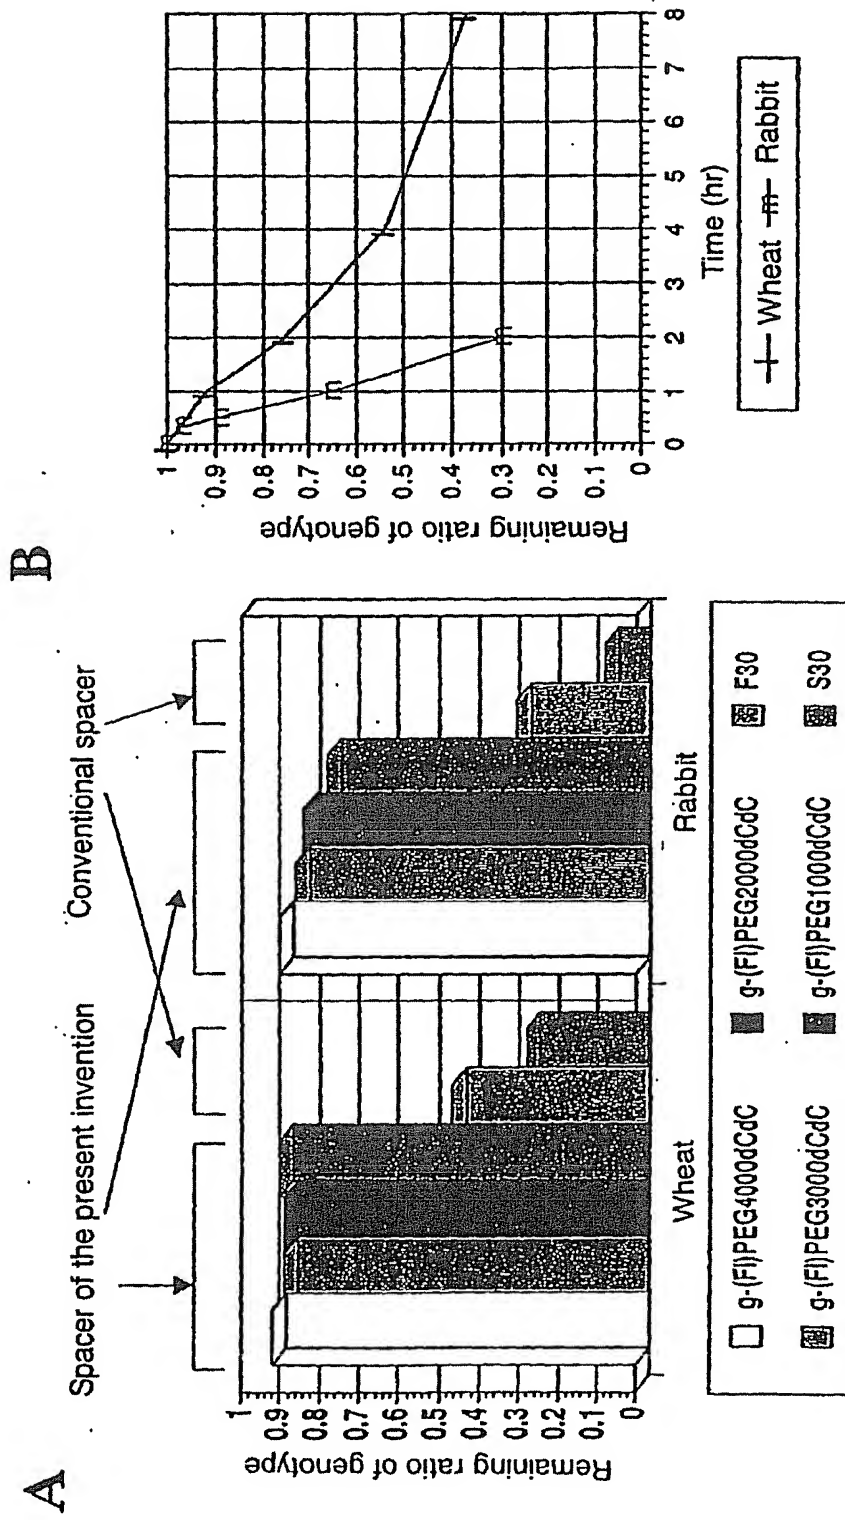 A
Spacer of the present invention
Conventional spacer
Remaining ratio of genotype
1
0.9
0.8
0.7
0.6
0.5
0.4
0.3
0.2
0.1
0
Wheat
Rabbit
g-(Fl)PEG4000dCdC
g-(Fl)PEG2000dCdC
F30
g-(Fl)PEG3000dCdC
g-(Fl)PEG1000dCdC
S30
B
Remaining ratio of genotype
1
0.9
0.8
0.7
0.6
0.5
0.4
0.3
0.2
0.1
0
0 1 2 3 4 5 6 7 8
Time (hr)
Wheat Rabbit